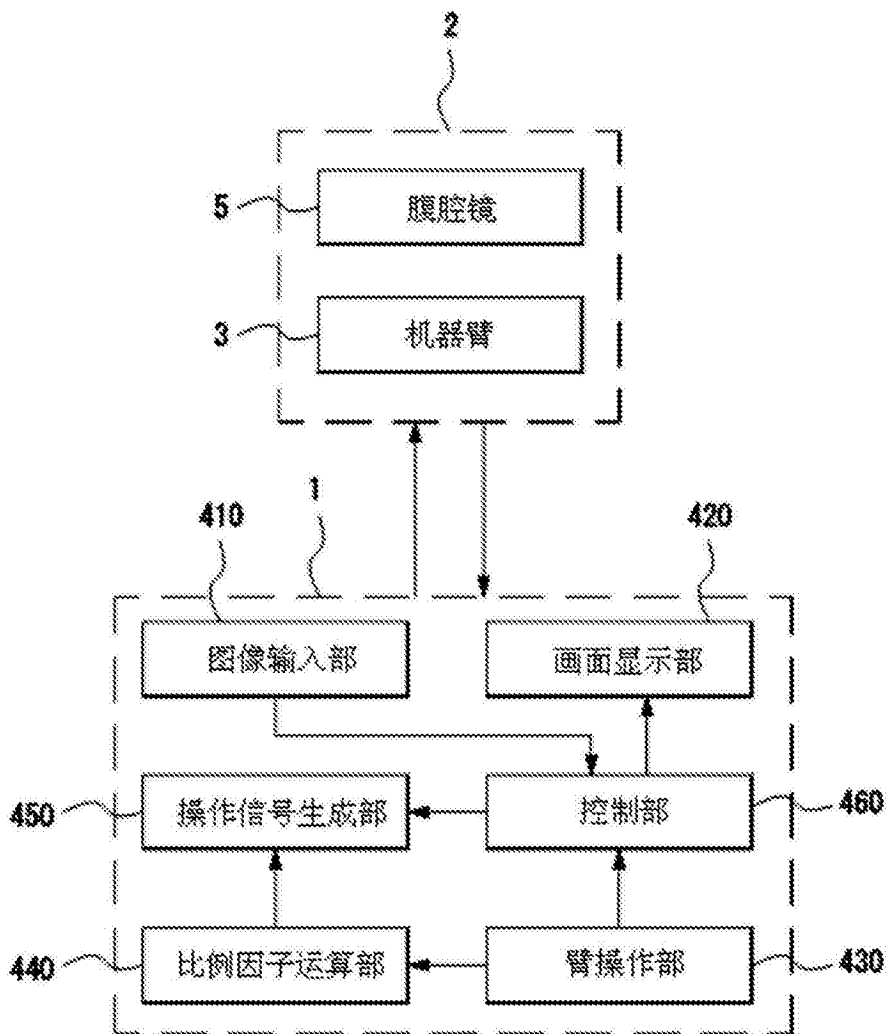 2
5
腹腔镜
3
机器臂
1
410
420
图像输入部
画面显示部
450
操作信号生成部
控制部
460
440
比例因子运算部
臂操作部
430